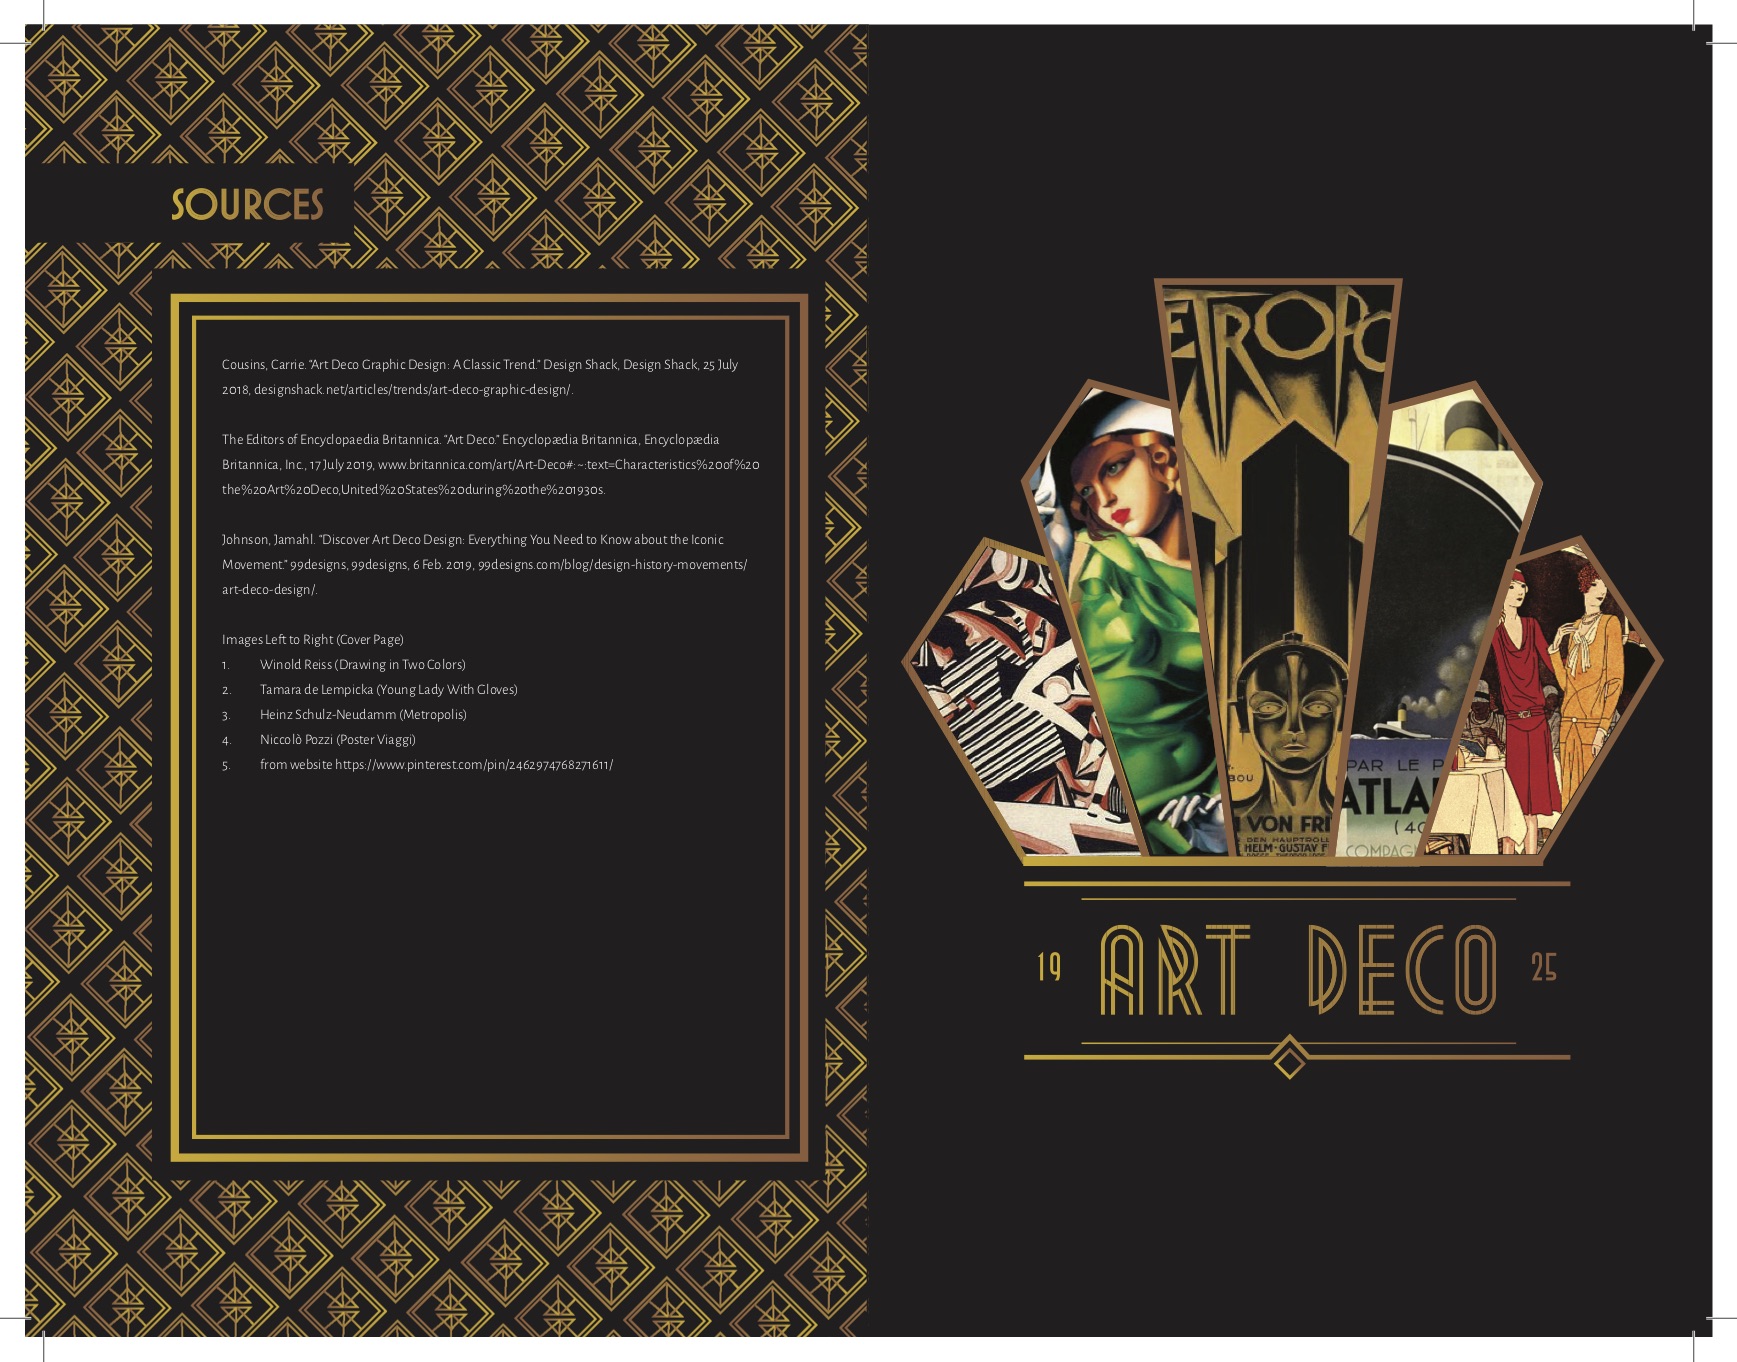 SOURCES
Cousins, Carrie. “Art Deco Graphic Design: A Classic Trend.” Design Shack, Design Shack, 25 July
2018, designshack.net/articles/trends/art-deco-graphic-design/.
The Editors of Encyclopaedia Britannica. “Art Deco.” Encyclopædia Britannica, Encyclopædia
Britannica, Inc., 17 July 2019, www.britannica.com/art/Art-Deco#:~:text=Characteristics%20of%20
the%20Art%20Deco,United%20States%20during%20the%201930s.
Johnson, Jamahl. “Discover Art Deco Design: Everything You Need to Know about the Iconic
Movement.” 99designs, 99designs, 6 Feb. 2019, 99designs.com/blog/design-history-movements/
art-deco-design/.
Images Left to Right (Cover Page)
1. Winold Reiss (Drawing in Two Colors)
2. Tamara de Lempicka (Young Lady With Gloves)
3. Heinz Schulz-Neudamm (Metropolis)
4. Niccolò Pozzi (Poster Viaggi)
5. from website https://www.pinterest.com/pin/2462974768271611/
ETROPO
BOU
VON FRI
DEN HAUPTROLL
HELM-GUSTAV F
PAR LE P
ATLA
(40
COMPAG
19 ART DECO 25